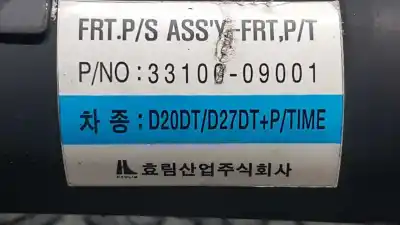 FRT.P/S ASS'Y-FRT,P/T
P/NO : 33100-09001
차 종 : D20DT/D27DT+P/TIME
효림산업주식회사